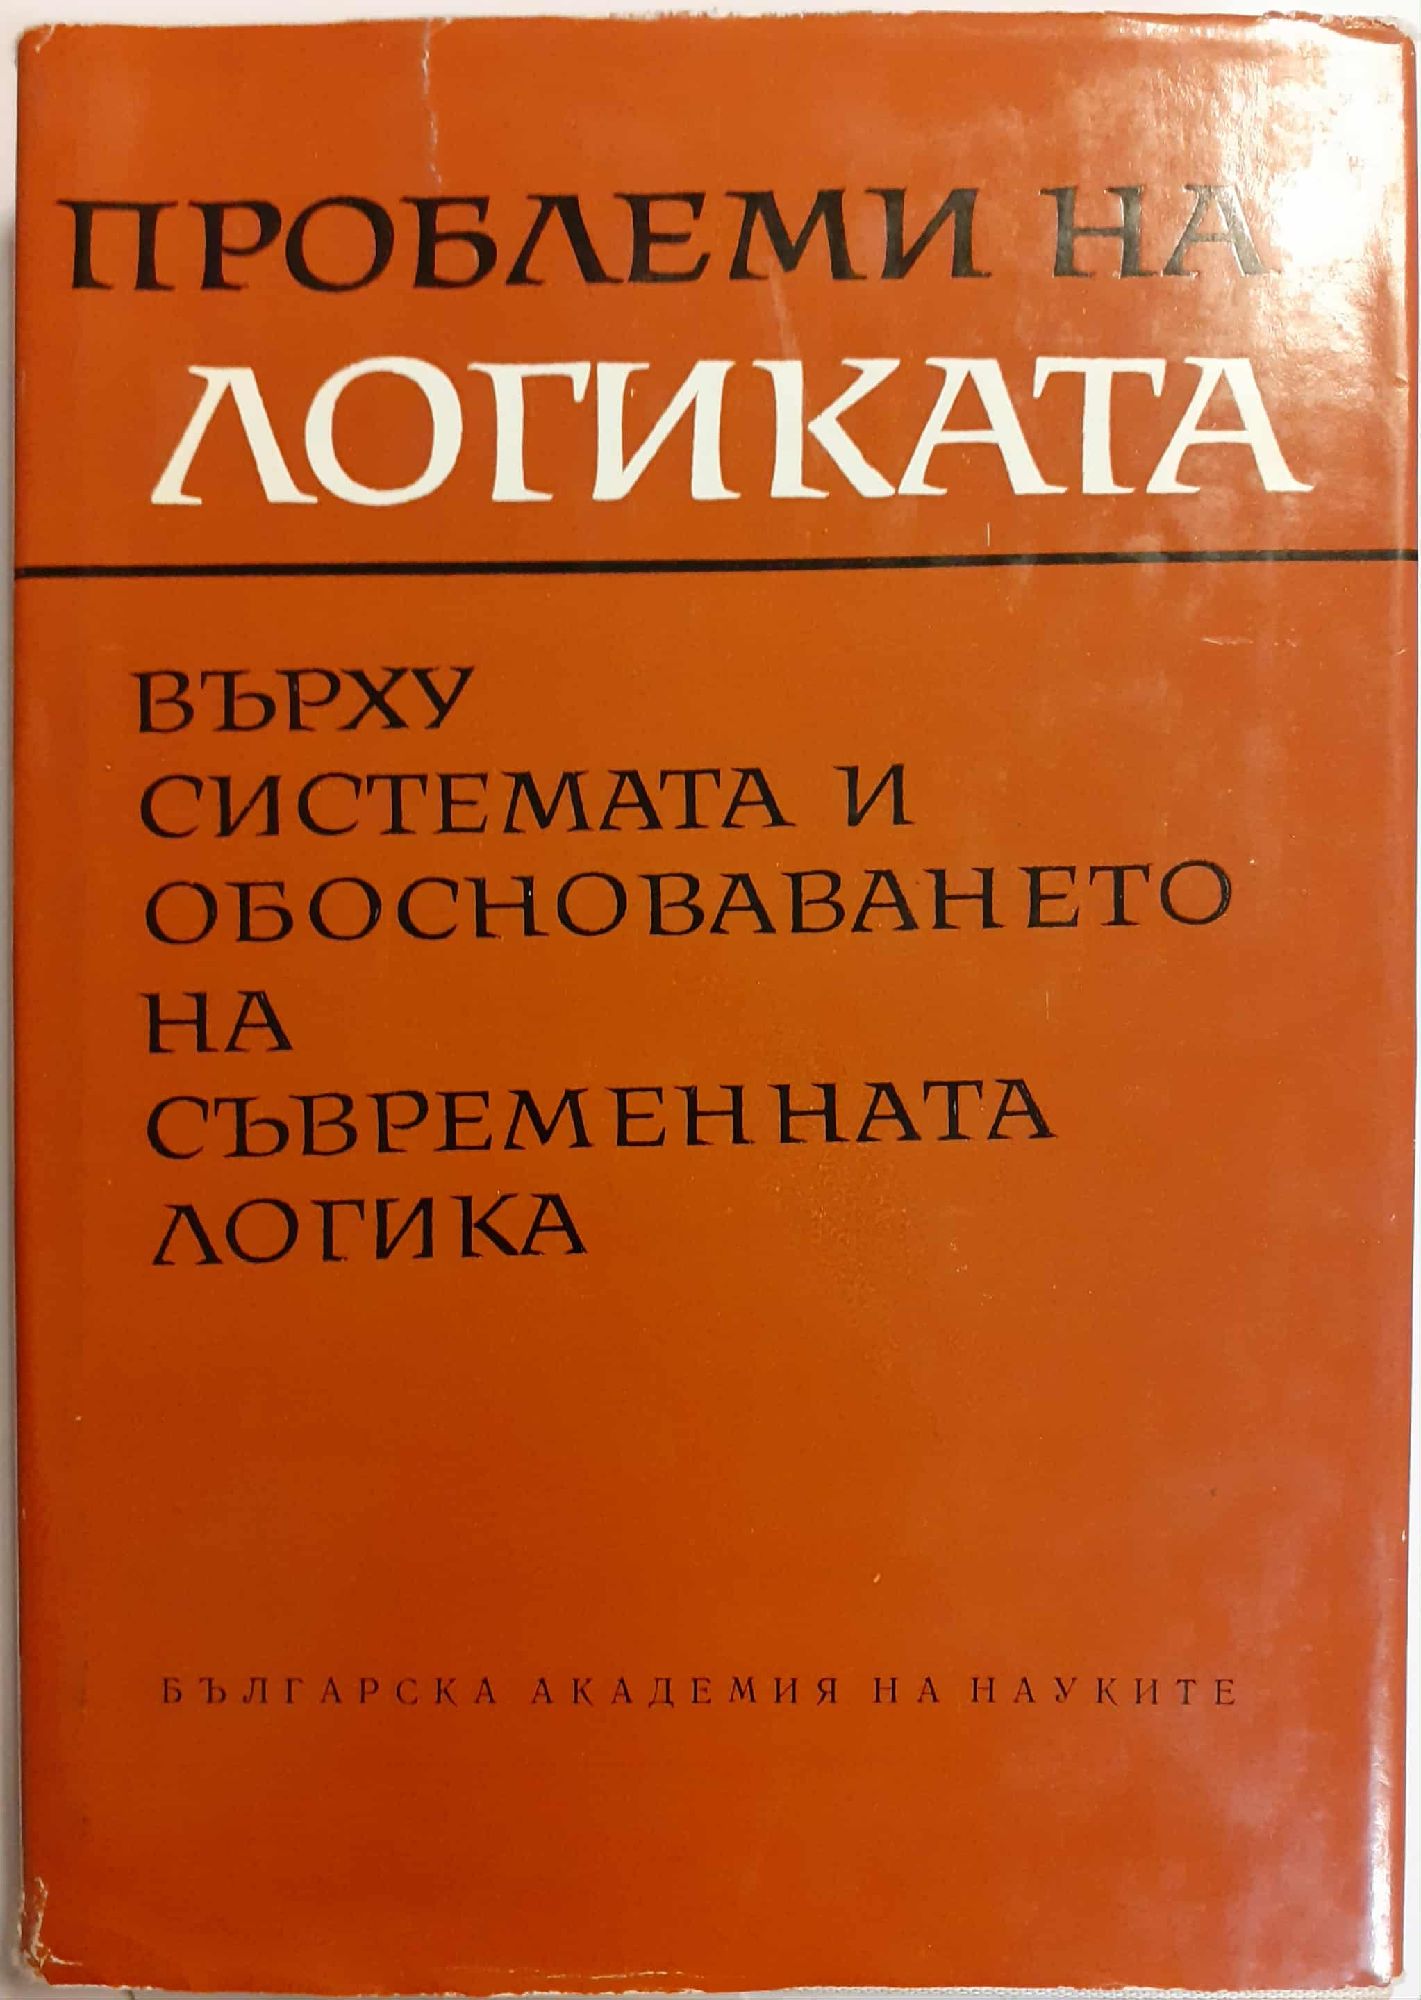 ПРОБЛЕМИ НА
ЛОГИКАТА
ВЪРХУ
СИСТЕМАТА И
ОБОСНОВАВАНЕТО
НА
СЪВРЕМЕННАТА
ЛОГИКА
БЪЛГАРСКА АКАДЕМИЯ НА НАУКИТЕ